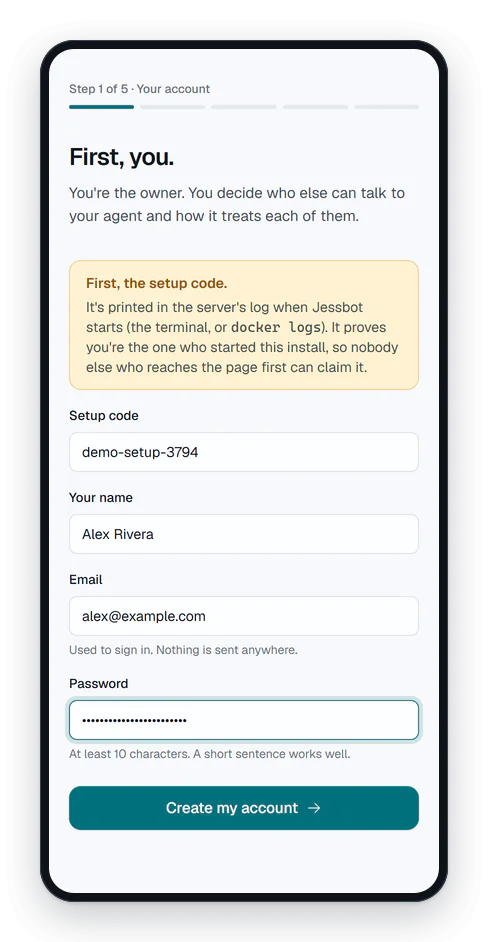 Step 1 of 5 · Your account
First, you.
You're the owner. You decide who else can talk to
your agent and how it treats each of them.
First, the setup code.
It's printed in the server's log when Jessbot
starts (the terminal, or docker logs). It proves
you're the one who started this install, so nobody
else who reaches the page first can claim it.
Setup code
demo-setup-3794
Your name
Alex Rivera
Email
alex@example.com
Used to sign in. Nothing is sent anywhere.
Password
••••••••••••••••••••••••
At least 10 characters. A short sentence works well.
Create my account →